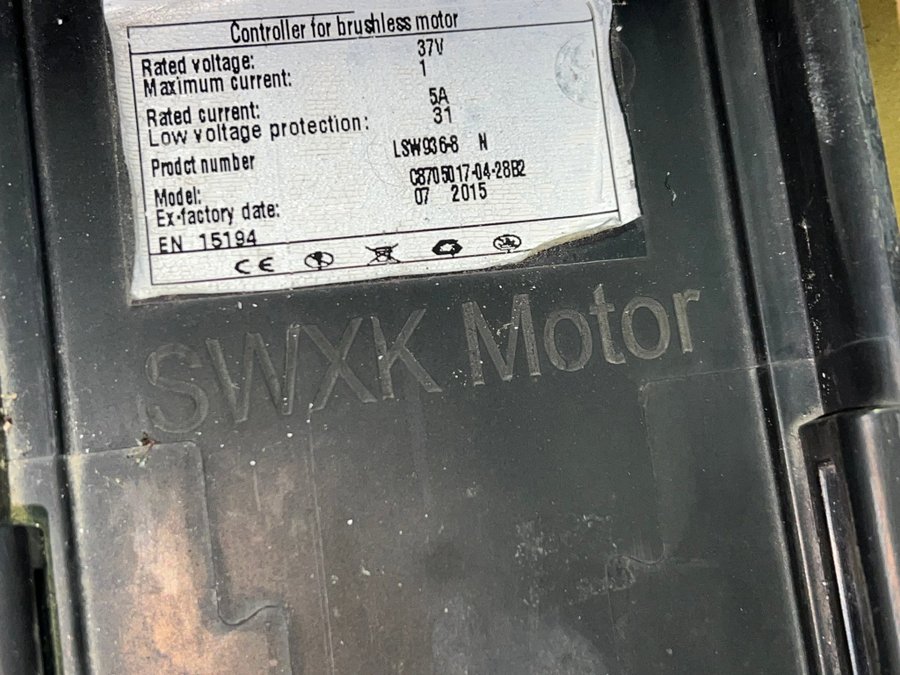 Controller for brushless motor
Rated voltage: 37V
Maximum current: 1
Rated current: 5A
Low voltage protection: 31
Prodct number LSW936-8 N
Model: C8705017-04-28B2
Ex-factory date: 07 2015
EN 15194
CE
SWXK Motor